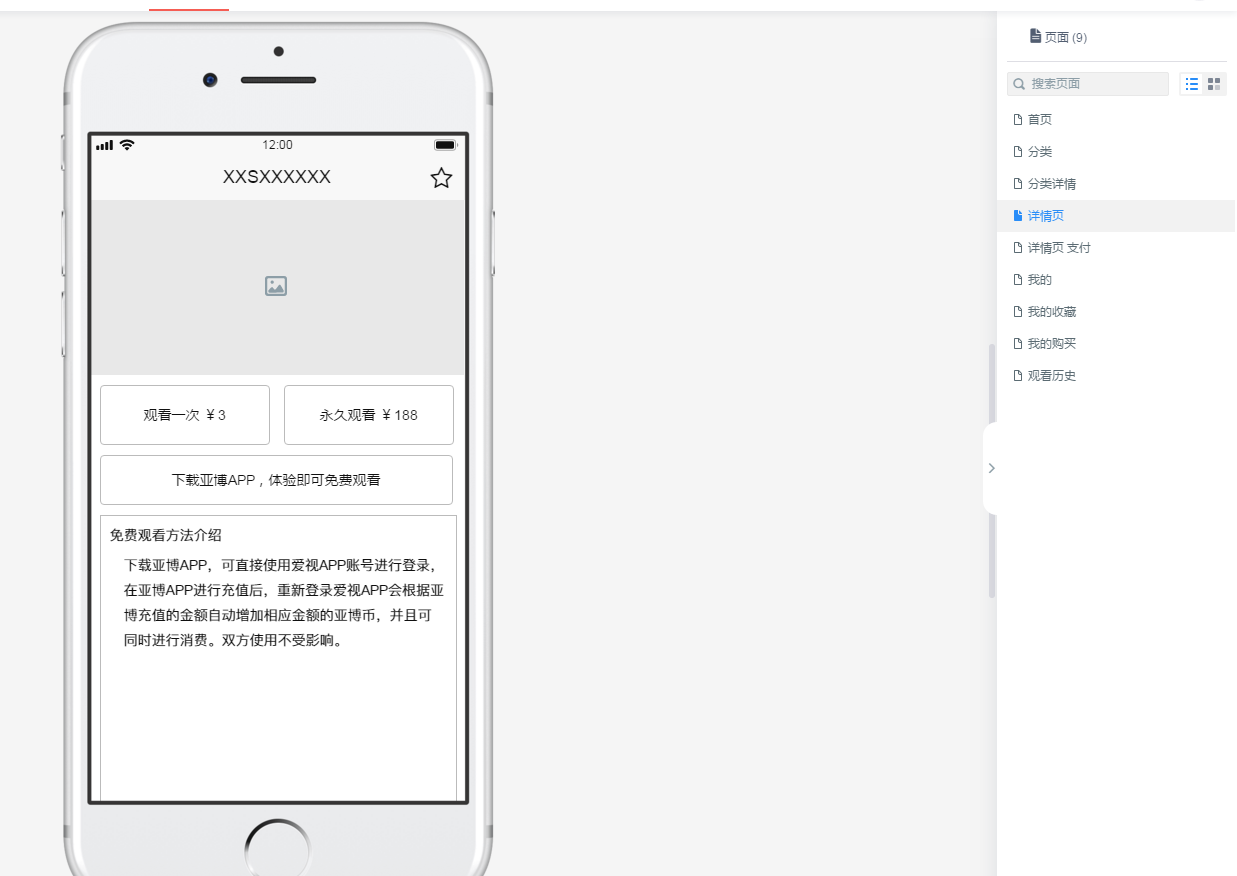 页面 (9)
搜索页面
首页
分类
分类详情
详情页
详情页 支付
我的
我的收藏
我的购买
观看历史
12:00
XXSXXXXXX
观看一次 ¥ 3
永久观看 ¥ 188
下载亚博APP，体验即可免费观看
免费观看方法介绍
下载亚博APP，可直接使用爱视APP账号进行登录，
在亚博APP进行充值后，重新登录爱视APP会根据亚
博充值的金额自动增加相应金额的亚博币，并且可
同时进行消费。双方使用不受影响。